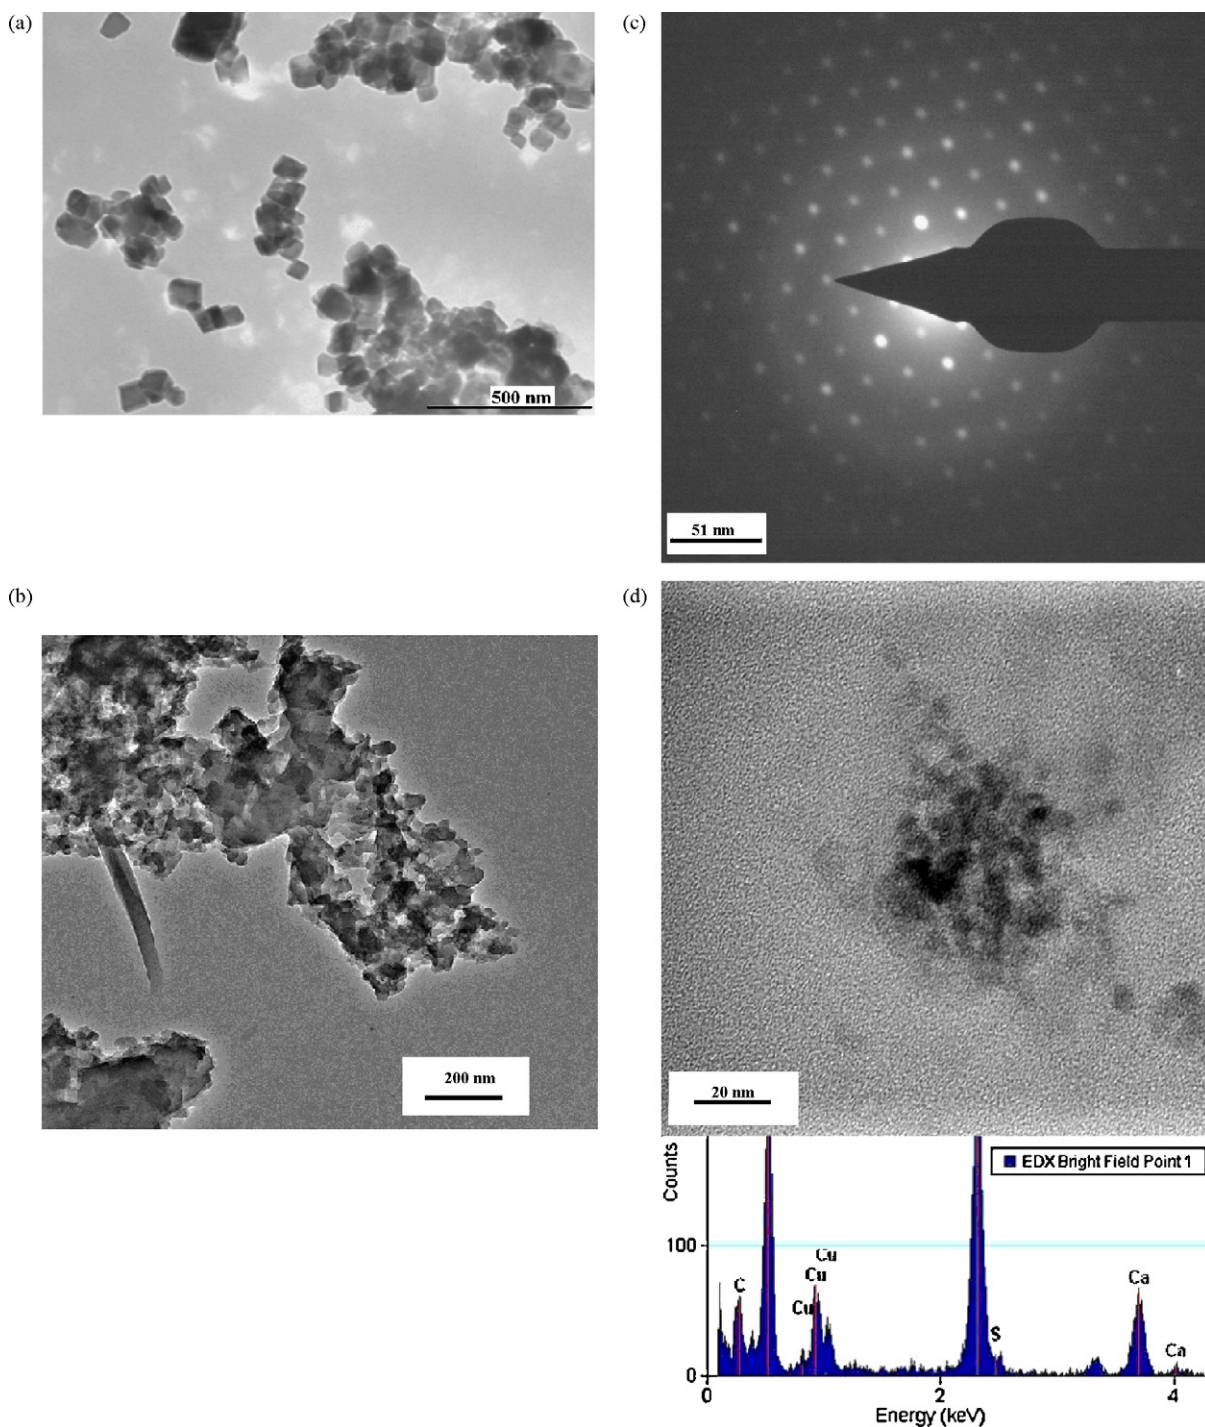 (a)
500 nm
(c)
51 nm
(b)
200 nm
(d)
20 nm
Counts
EDX Bright Field Point 1
100
Cu
C
Cu
Cu
Ca
S
Ca
0
0
2
4
Energy (keV)